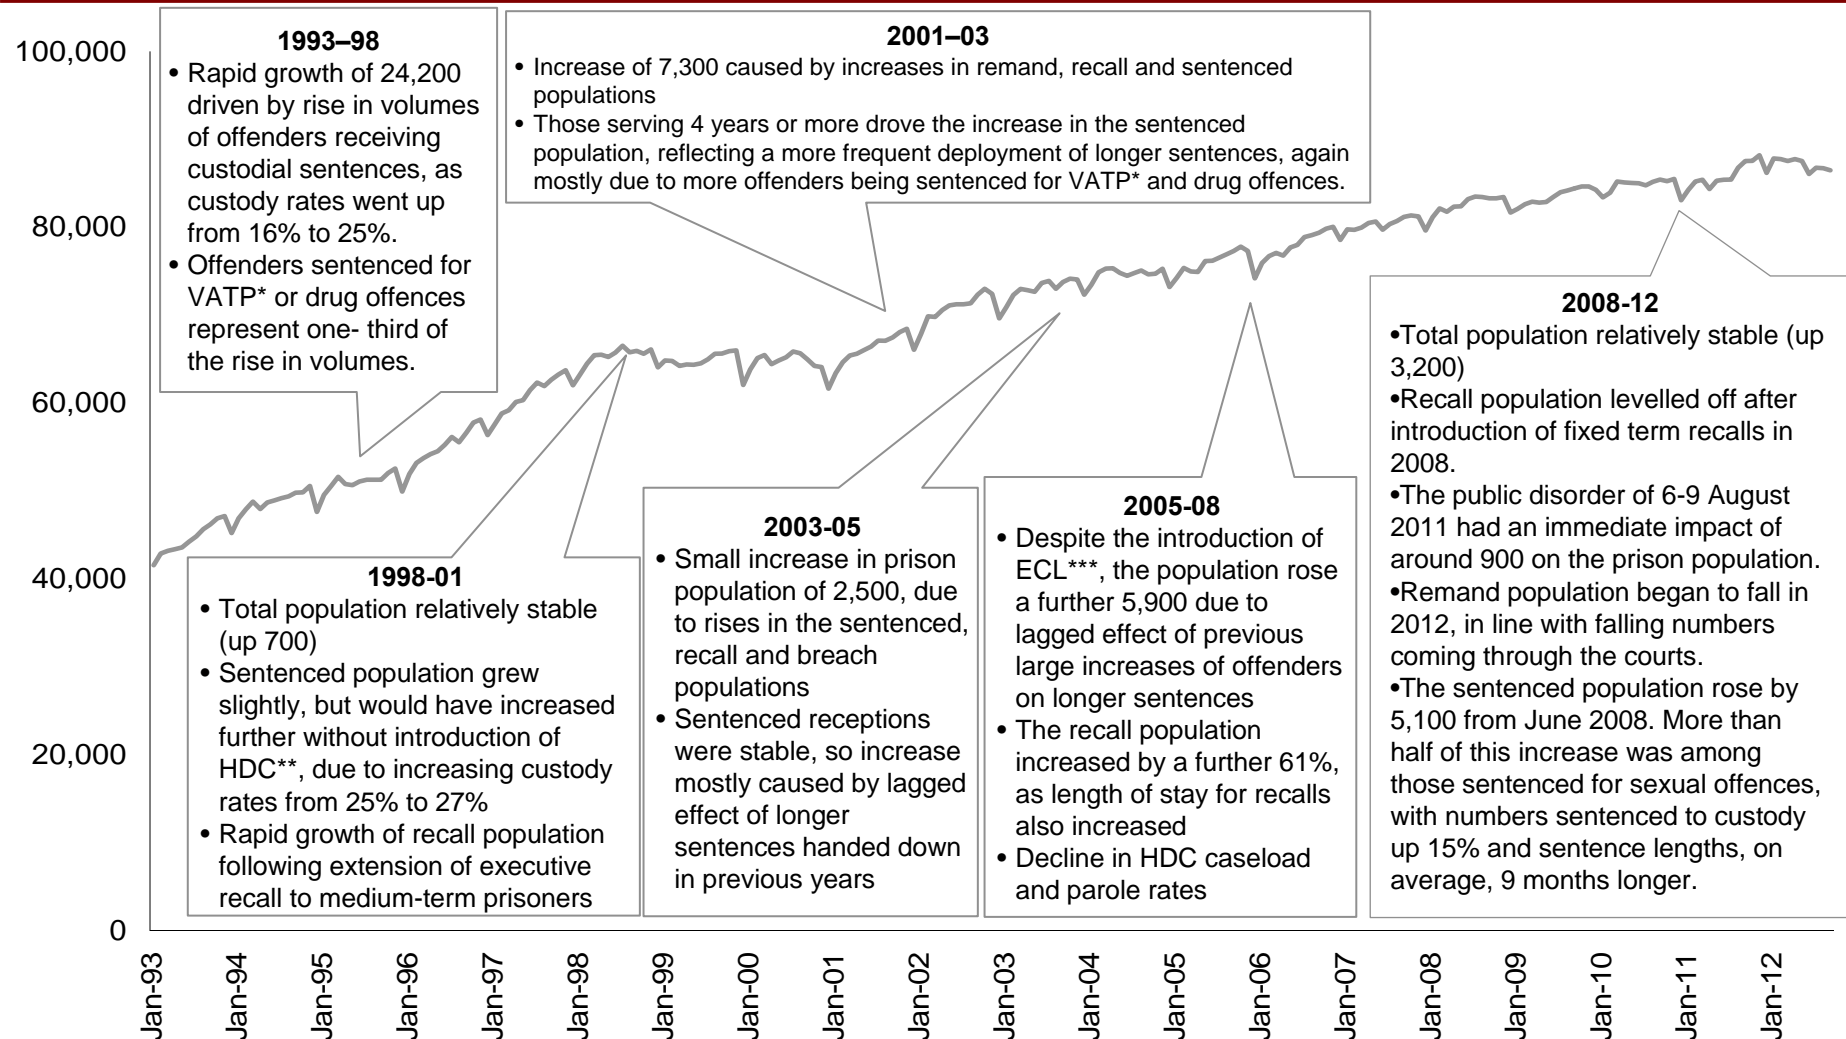 100,000
80,000
60,000
40,000
20,000
0
1993–98
• Rapid growth of 24,200
driven by rise in volumes
of offenders receiving
custodial sentences, as
custody rates went up
from 16% to 25%.
• Offenders sentenced for
VATP* or drug offences
represent one- third of
the rise in volumes.
2001–03
• Increase of 7,300 caused by increases in remand, recall and sentenced
populations
• Those serving 4 years or more drove the increase in the sentenced
population, reflecting a more frequent deployment of longer sentences, again
mostly due to more offenders being sentenced for VATP* and drug offences.
1998-01
• Total population relatively stable
(up 700)
• Sentenced population grew
slightly, but would have increased
further without introduction of
HDC**, due to increasing custody
rates from 25% to 27%
• Rapid growth of recall population
following extension of executive
recall to medium-term prisoners
2003-05
• Small increase in prison
population of 2,500, due
to rises in the sentenced,
recall and breach
populations
• Sentenced receptions
were stable, so increase
mostly caused by lagged
effect of longer
sentences handed down
in previous years
2005-08
• Despite the introduction of
ECL***, the population rose
a further 5,900 due to
lagged effect of previous
large increases of offenders
on longer sentences
• The recall population
increased by a further 61%,
as length of stay for recalls
also increased
• Decline in HDC caseload
and parole rates
2008-12
•Total population relatively stable (up
3,200)
•Recall population levelled off after
introduction of fixed term recalls in
2008.
•The public disorder of 6-9 August
2011 had an immediate impact of
around 900 on the prison population.
•Remand population began to fall in
2012, in line with falling numbers
coming through the courts.
•The sentenced population rose by
5,100 from June 2008. More than
half of this increase was among
those sentenced for sexual offences,
with numbers sentenced to custody
up 15% and sentence lengths, on
average, 9 months longer.
Jan-93
Jan-94
Jan-95
Jan-96
Jan-97
Jan-98
Jan-99
Jan-00
Jan-01
Jan-02
Jan-03
Jan-04
Jan-05
Jan-06
Jan-07
Jan-08
Jan-09
Jan-10
Jan-11
Jan-12